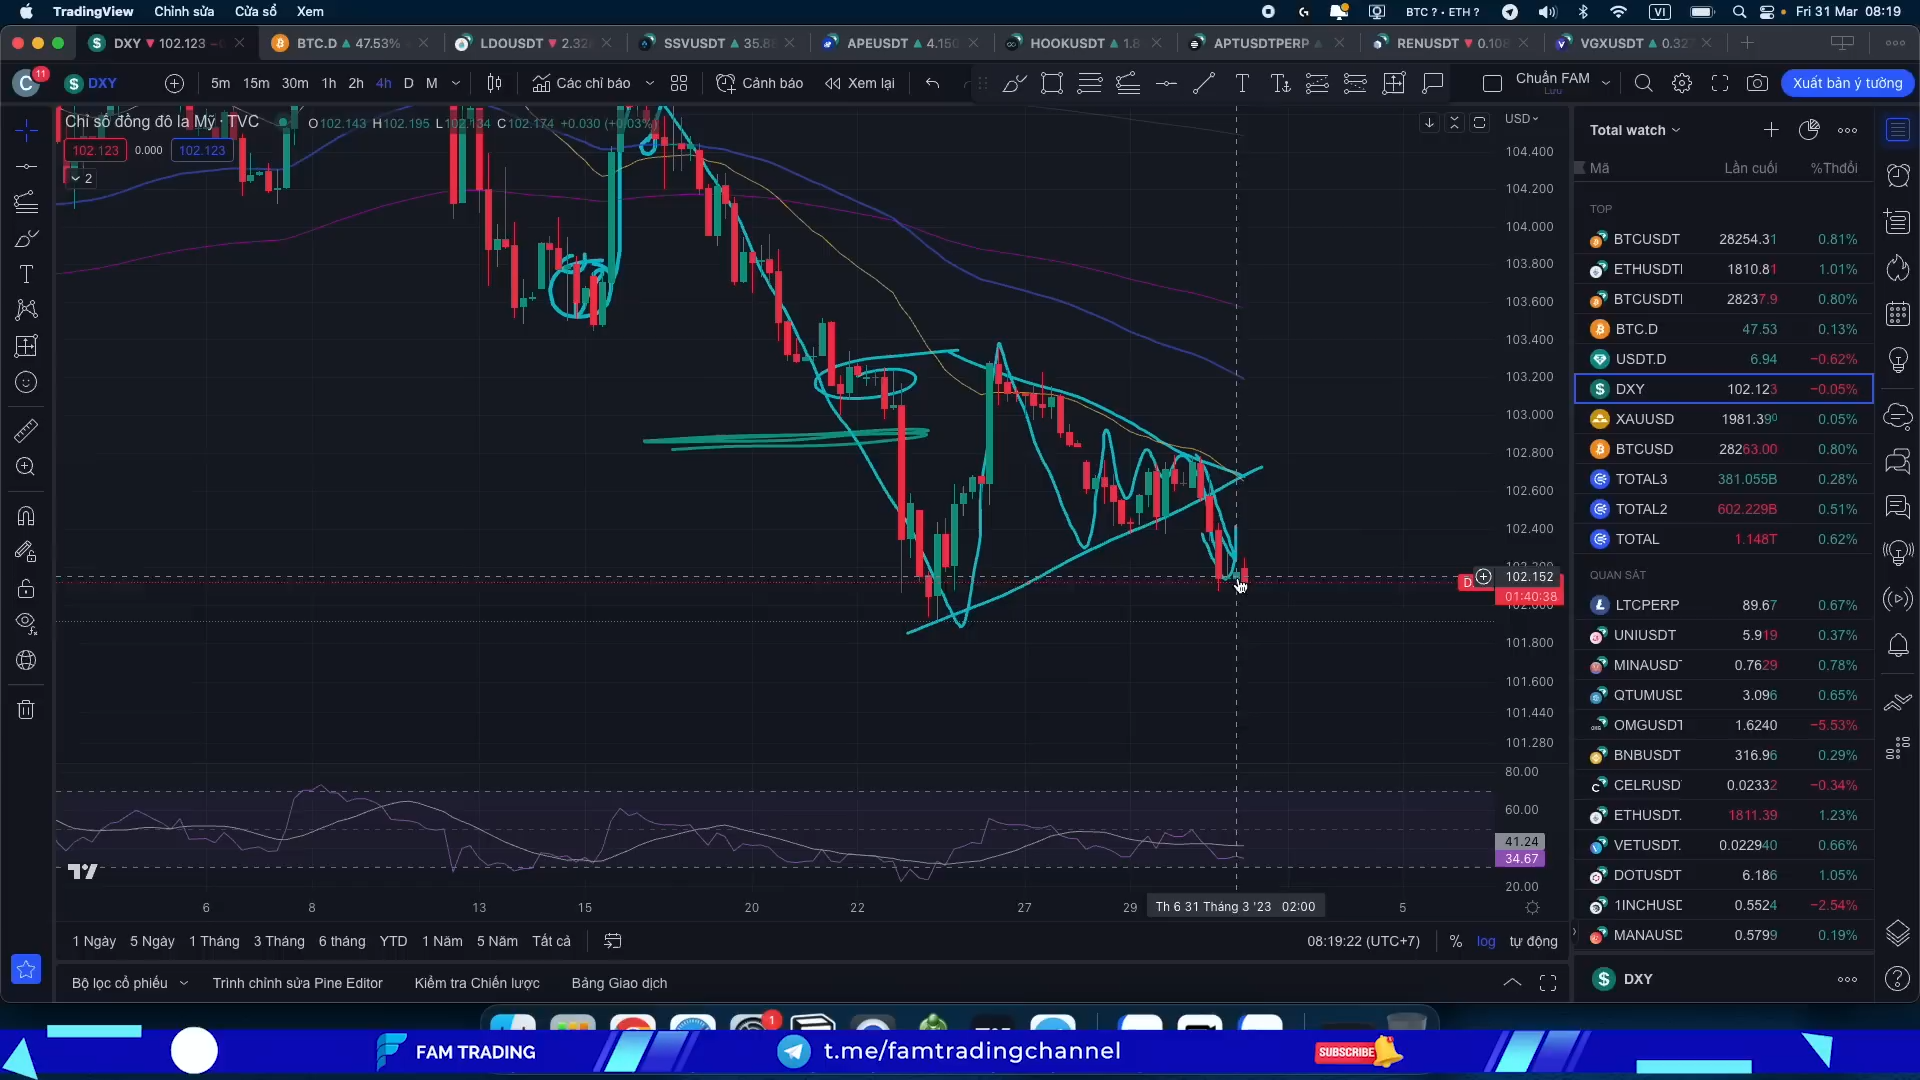 TradingView Chỉnh sửa Cửa sổ Xem
BTC ? • ETH ? VI Fri 31 Mar 08:19
DXY ▼ 102.123
BTC.D ▲ 47.53%
LDOUSDT ▼ 2.32
SSVUSDT ▲ 35.8
APEUSDT ▲ 4.150
HOOKUSDT ▲ 1.8
APTUSDTPERP
RENUSDT ▼ 0.108
VGXUSDT ▲ 0.32
C 11 DXY 5m 15m 30m 1h 2h 4h D M Các chỉ báo Cảnh báo Xem lại
Chuẩn FAM
Lưu
Xuất bản ý tưởng
Chỉ số đồng đô la Mỹ · TVC O102.143 H102.195 L102.134 C102.174 +0.030 (+0.03%)
102.123 0.000 102.123
2
USD
104.400
104.200
104.000
103.800
103.600
103.400
103.200
103.000
102.800
102.600
102.400
102.152
01:40:38
101.800
101.600
101.440
101.280
80.00
60.00
41.24
34.67
20.00
6 8 13 15 20 22 27 29 Th 6 31 Tháng 3 '23 02:00 5
1 Ngày 5 Ngày 1 Tháng 3 Tháng 6 tháng YTD 1 Năm 5 Năm Tất cả
08:19:22 (UTC+7) % log tự động
Bộ lọc cổ phiếu Trình chỉnh sửa Pine Editor Kiểm tra Chiến lược Bảng Giao dịch
Total watch
Mã Lần cuối %Thđổi
TOP
BTCUSDT 28254.31 0.81%
ETHUSDTI 1810.81 1.01%
BTCUSDTI 28237.9 0.80%
BTC.D 47.53 0.13%
USDT.D 6.94 −0.62%
DXY 102.123 −0.05%
XAUUSD 1981.390 0.05%
BTCUSD 28263.00 0.80%
TOTAL3 381.055B 0.28%
TOTAL2 602.229B 0.51%
TOTAL 1.148T 0.62%
QUAN SÁT
LTCPERP 89.67 0.67%
UNIUSDT 5.919 0.37%
MINAUSD 0.7629 0.78%
QTUMUSD 3.096 0.65%
OMGUSDT 1.6240 −5.53%
BNBUSDT 316.96 0.29%
CELRUSD 0.02332 −0.34%
ETHUSDT. 1811.39 1.23%
VETUSDT. 0.022940 0.66%
DOTUSDT 6.186 1.05%
1INCHUSD 0.5524 −2.54%
MANAUSD 0.5799 0.19%
DXY
1
FAM TRADING
t.me/famtradingchannel
SUBSCRIBE